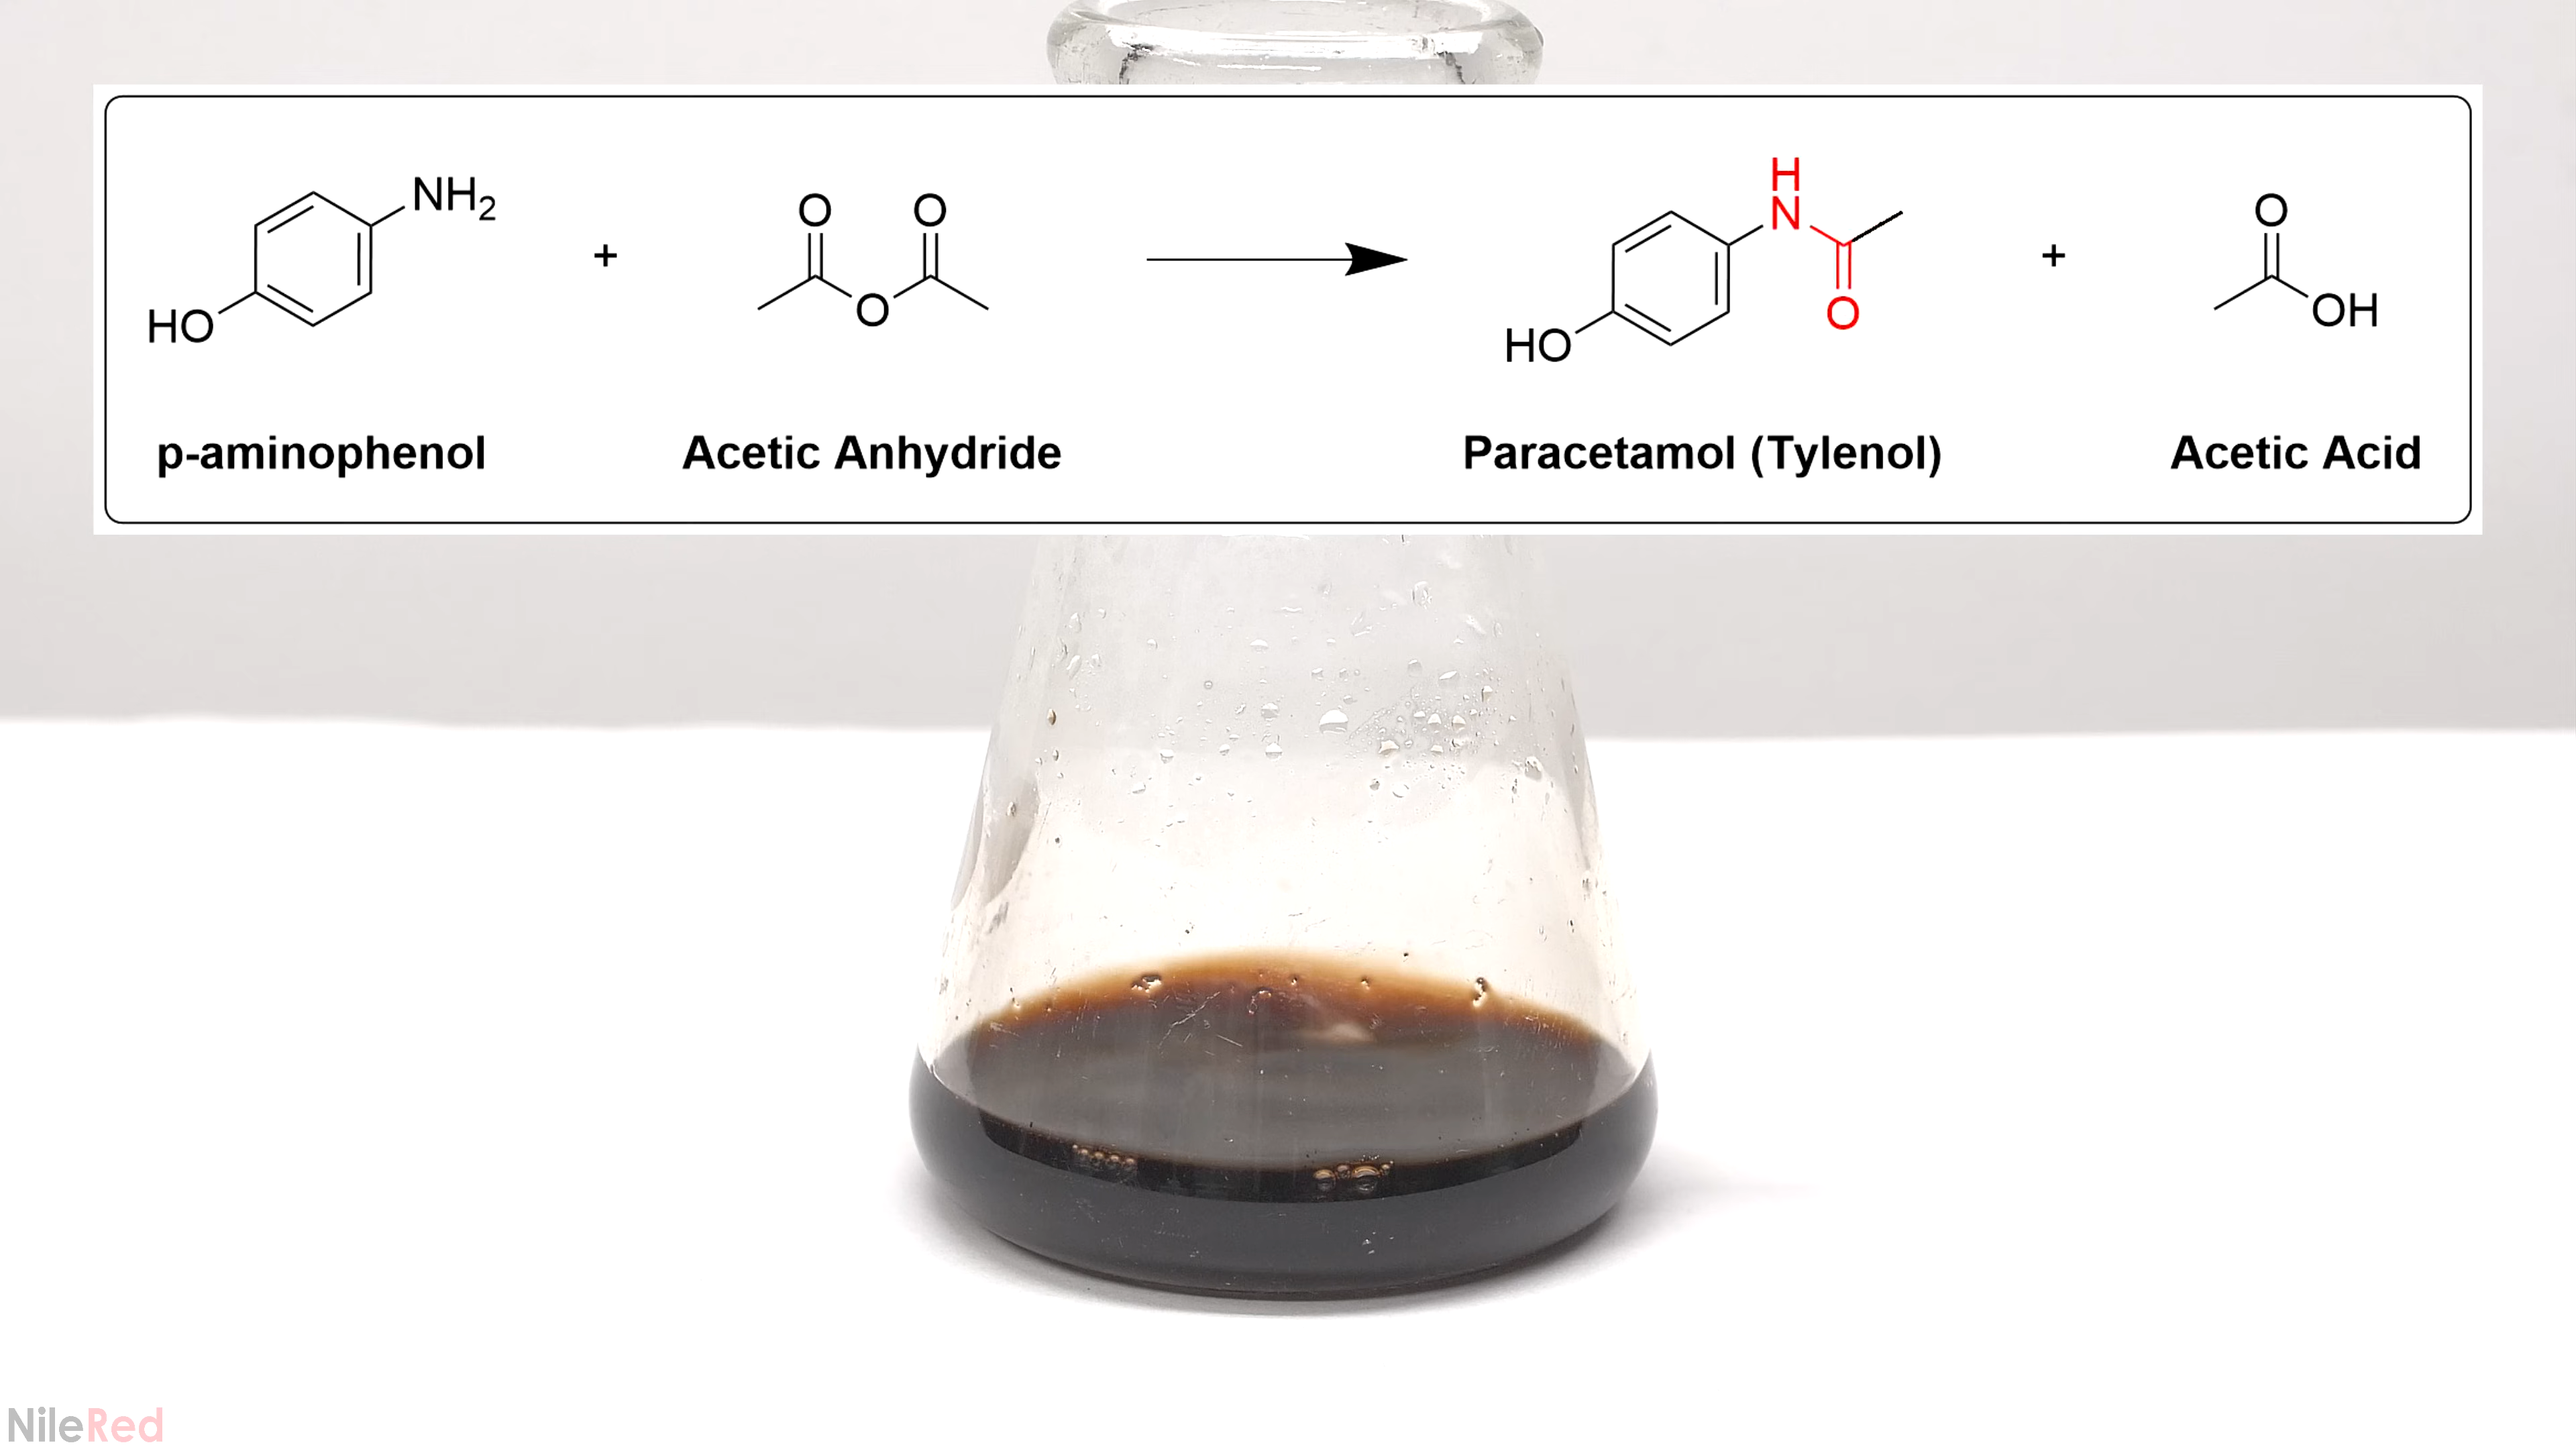 NH2
O O
H
N
O
+
+
HO
O
HO
O
OH
p-aminophenol
Acetic Anhydride
Paracetamol (Tylenol)
Acetic Acid
NileRed